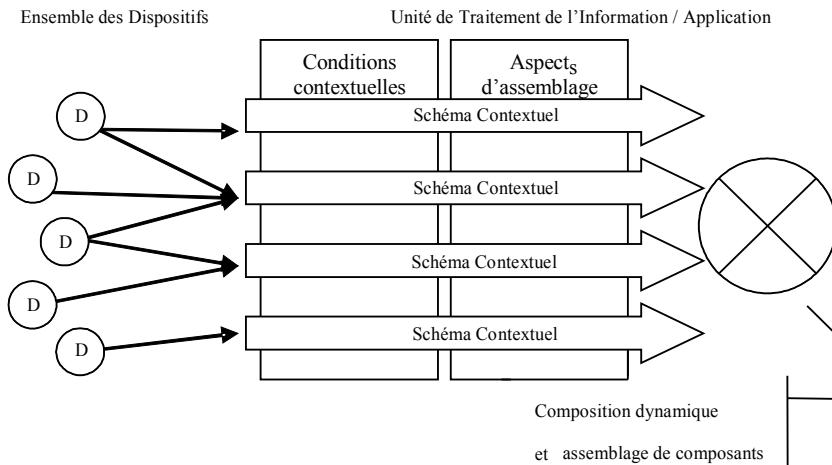 Ensemble des Dispositifs
Unité de Traitement de l'Information / Application
Conditions
contextuelles
Aspects
d'assemblage
D
Schéma Contextuel
D
Schéma Contextuel
D
Schéma Contextuel
D
Schéma Contextuel
D
Composition dynamique
et assemblage de composants